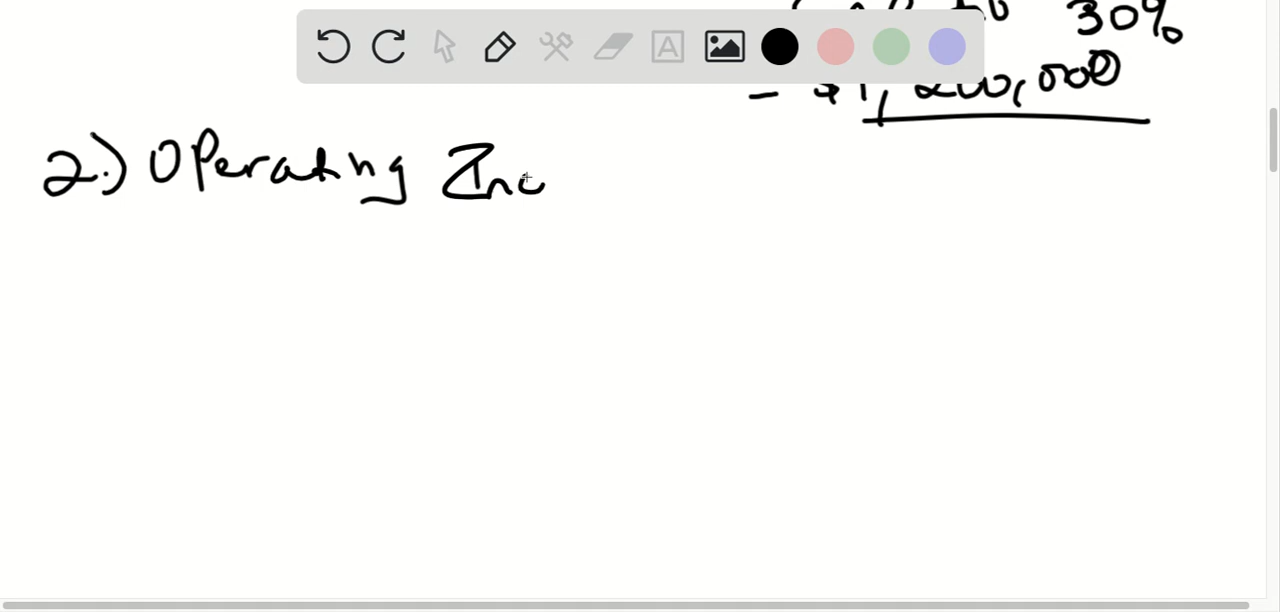 30%
= $1,200,000
2.) Operating Inc